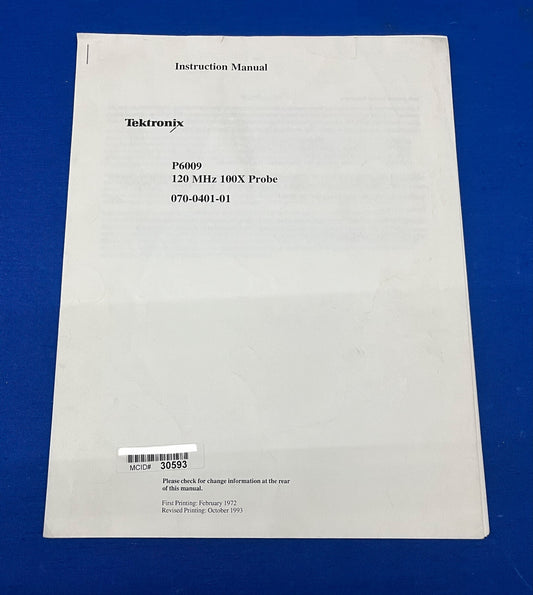 Instruction Manual
Tektronix
P6009
120 MHz 100X Probe
070-0401-01
MCID# 30593
Please check for change information at the rear
of this manual.
First Printing: February 1972
Revised Printing: October 1993